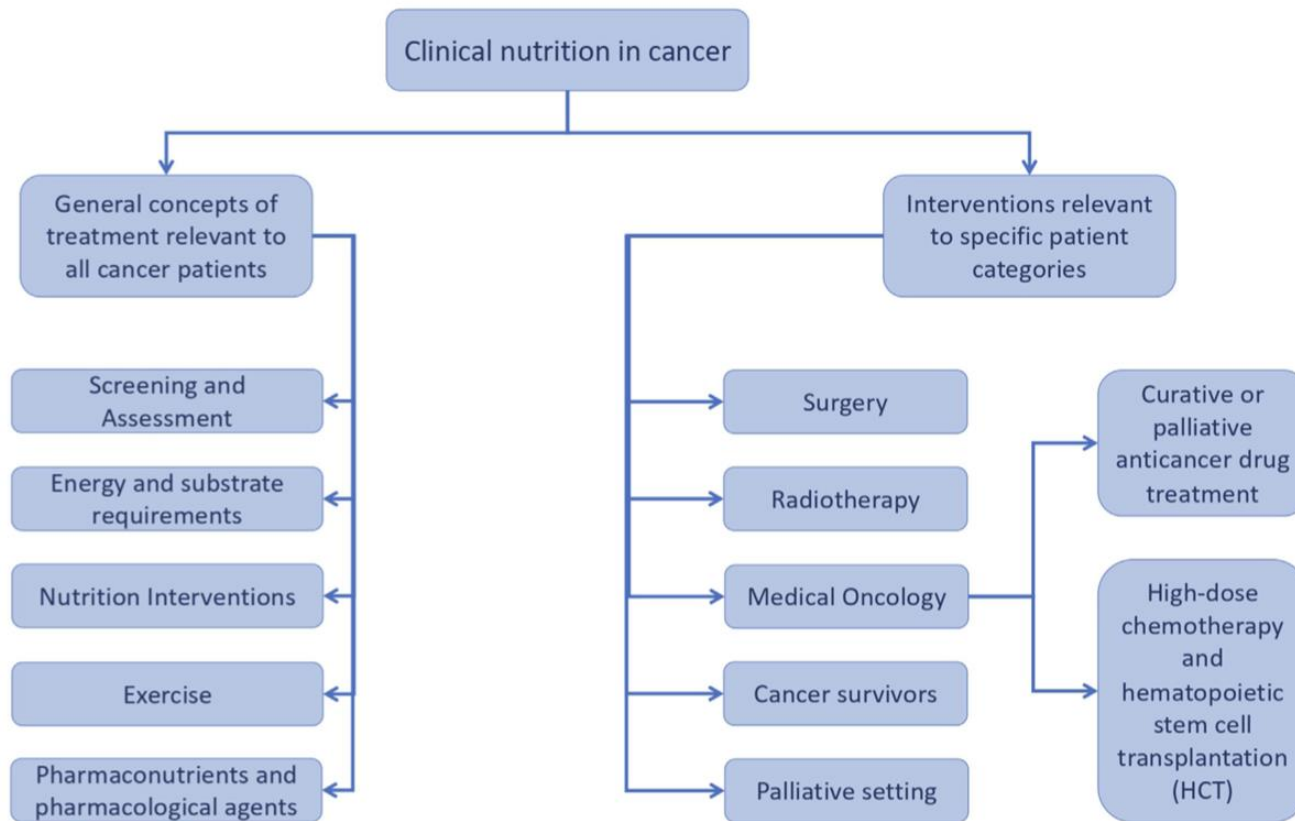 Clinical nutrition in cancer
General concepts of
treatment relevant to
all cancer patients
Interventions relevant
to specific patient
categories
Screening and
Assessment
Energy and substrate
requirements
Nutrition Interventions
Exercise
Pharmaconutrients and
pharmacological agents
Surgery
Radiotherapy
Medical Oncology
Cancer survivors
Palliative setting
Curative or
palliative
anticancer drug
treatment
High-dose
chemotherapy
and
hematopoietic
stem cell
transplantation
(HCT)